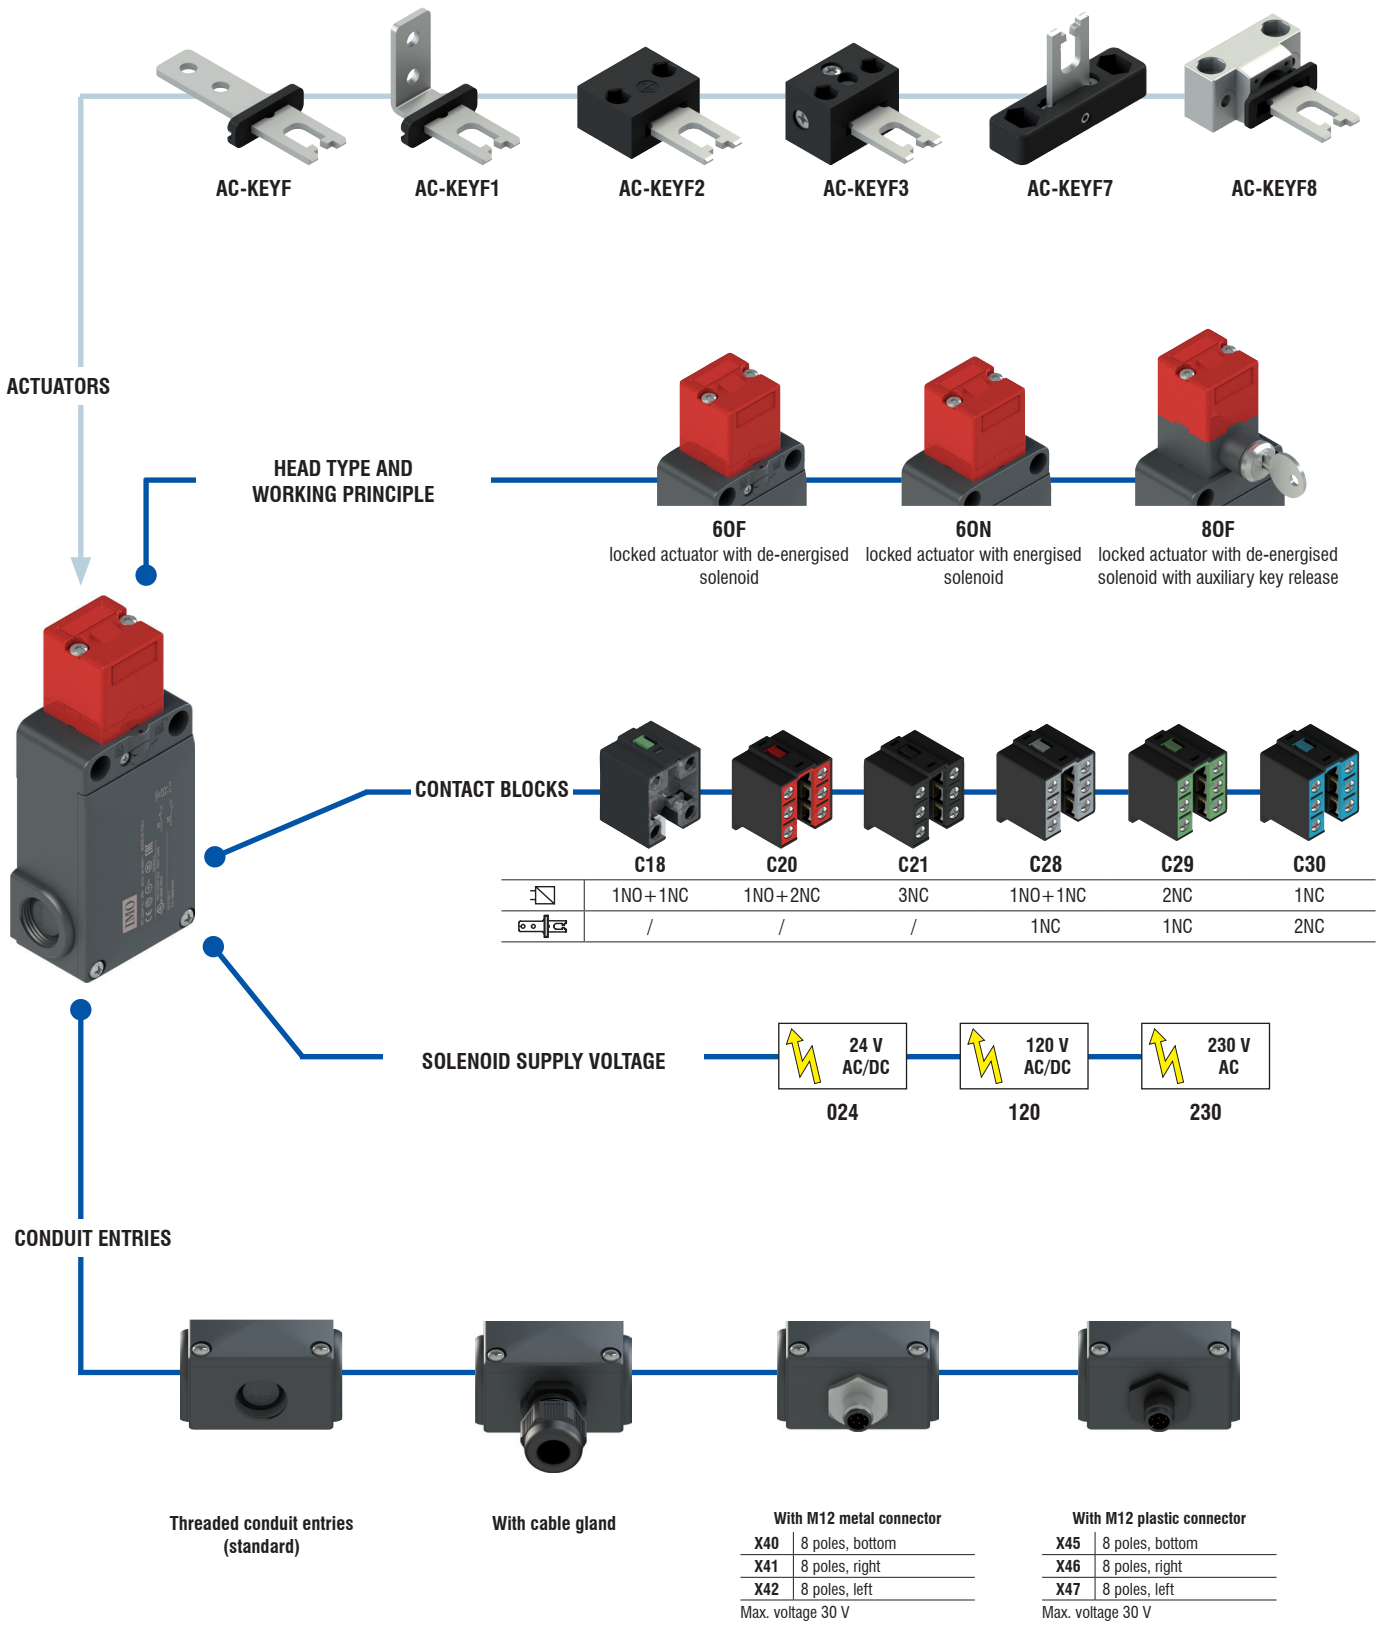 AC-KEYF AC-KEYF1 AC-KEYF2 AC-KEYF3 AC-KEYF7 AC-KEYF8
ACTUATORS
HEAD TYPE AND
WORKING PRINCIPLE
60F 60N 80F
locked actuator with de-energised
solenoid
locked actuator with energised
solenoid
locked actuator with de-energised
solenoid with auxiliary key release
IMO
CONTACT BLOCKS
C18 C20 C21 C28 C29 C30
1NO+1NC 1NO+2NC 3NC 1NO+1NC 2NC 1NC
/ / / 1NC 1NC 2NC
SOLENOID SUPPLY VOLTAGE
24 V
AC/DC
120 V
AC/DC
230 V
AC
024 120 230
CONDUIT ENTRIES
Threaded conduit entries
(standard)
With cable gland
With M12 metal connector
X40 8 poles, bottom
X41 8 poles, right
X42 8 poles, left
Max. voltage 30 V
With M12 plastic connector
X45 8 poles, bottom
X46 8 poles, right
X47 8 poles, left
Max. voltage 30 V